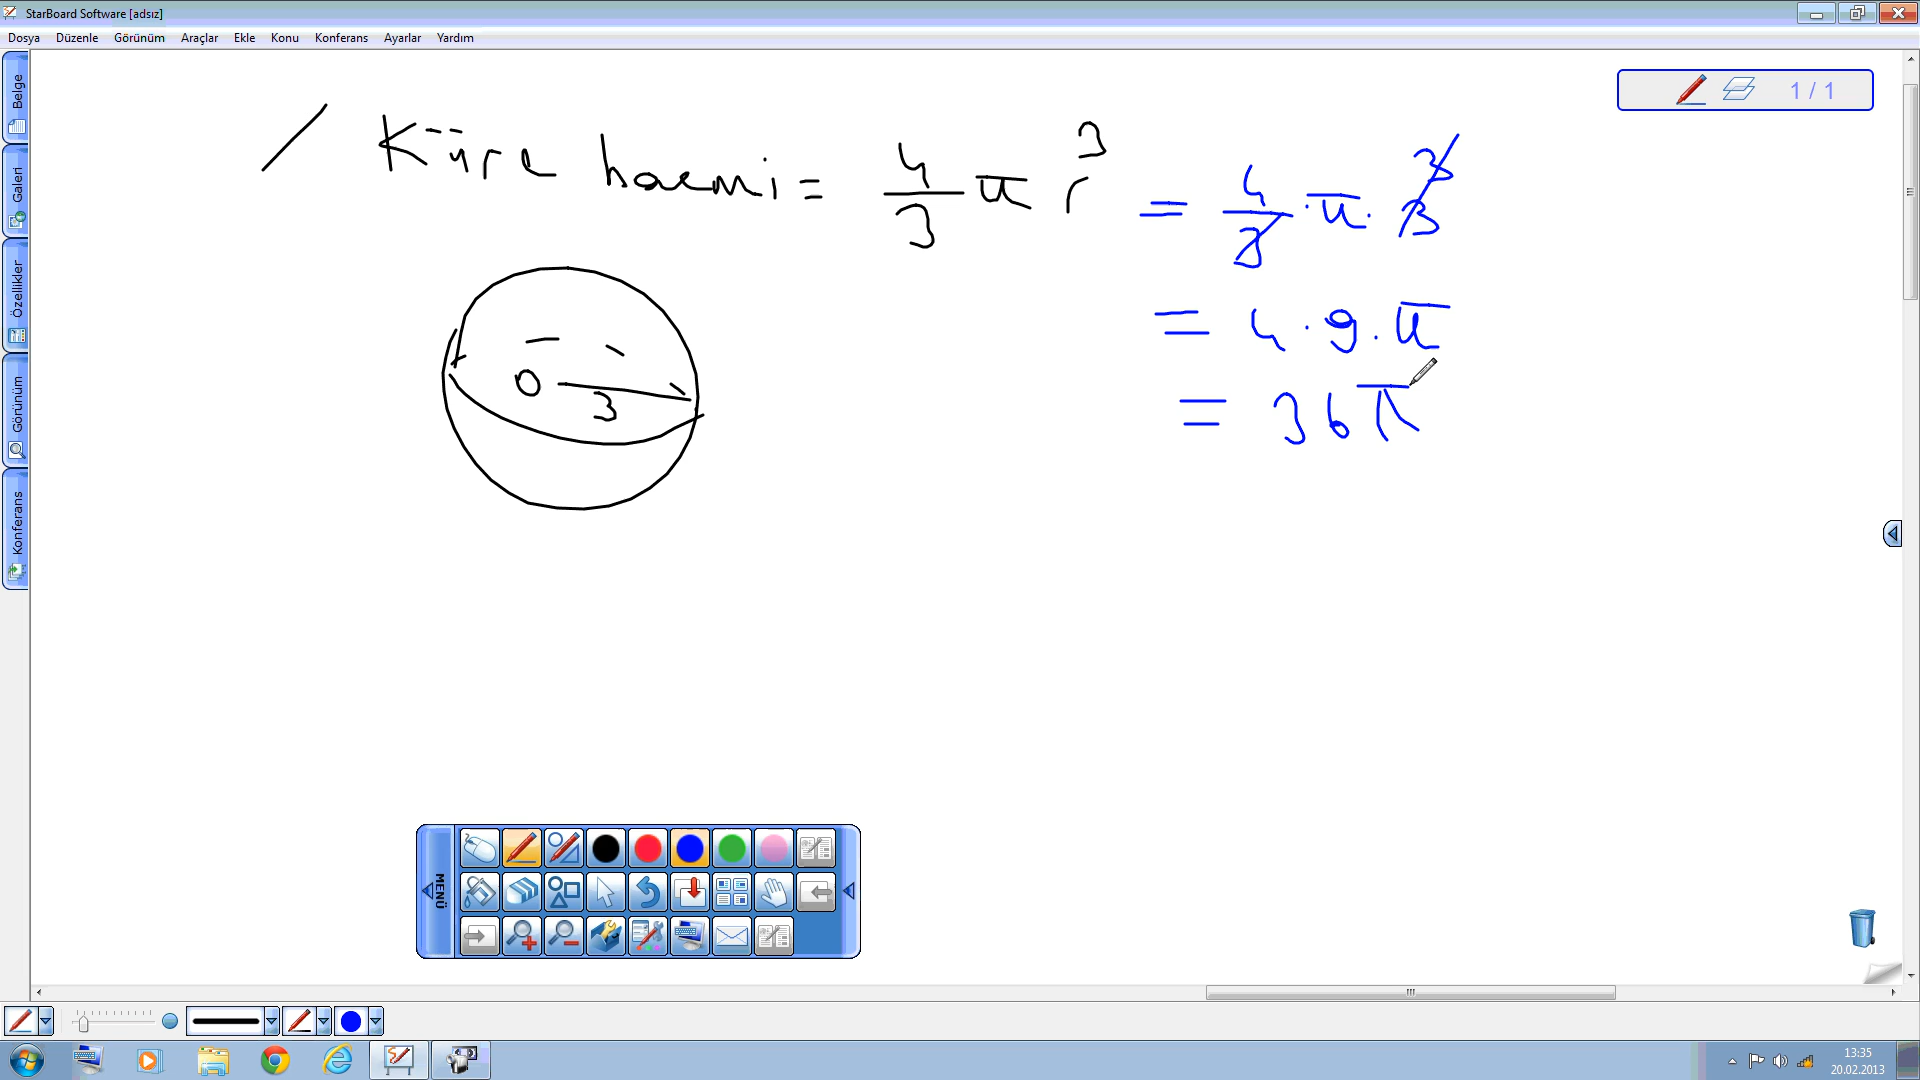 StarBoard Software [adsız]
Dosya Düzenle Görünüm Araçlar Ekle Konu Konferans Ayarlar Yardım
Belge
Galeri
Özellikler
Görünüm
Konferans
1 / 1
Küre hacmi = 4/3 π r³ = 4/3 · π · 3³
= 4 · 9 · π
= 36 π
O
3
MENÜ
13:35
20.02.2013